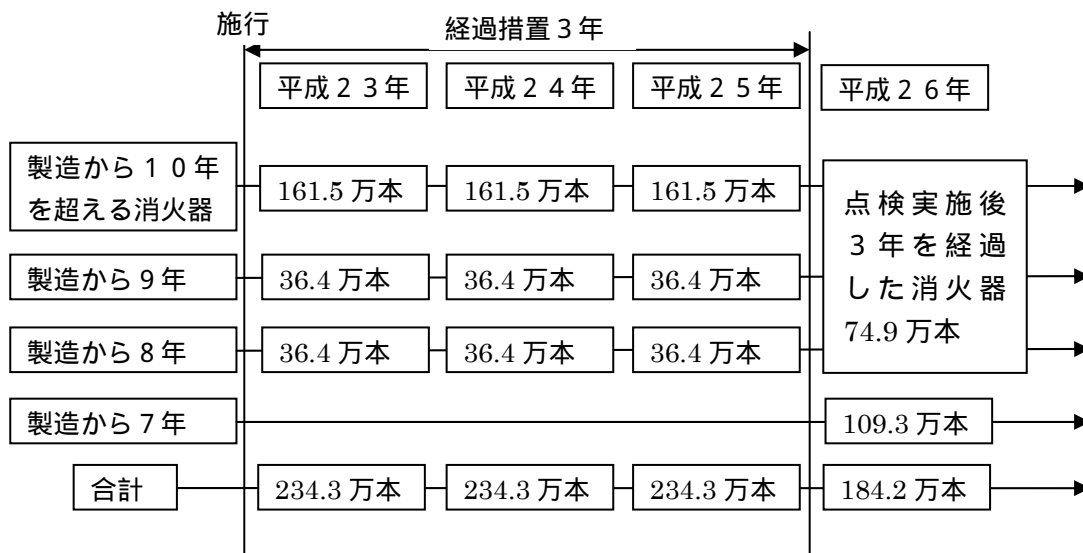 施行
経過措置3年
平成23年
平成24年
平成25年
平成26年
製造から10年
を超える消火器
161.5万本
161.5万本
161.5万本
点検実施後
3年を経過
した消火器
74.9万本
製造から9年
36.4万本
36.4万本
36.4万本
製造から8年
36.4万本
36.4万本
36.4万本
製造から7年
109.3万本
合計
234.3万本
234.3万本
234.3万本
184.2万本